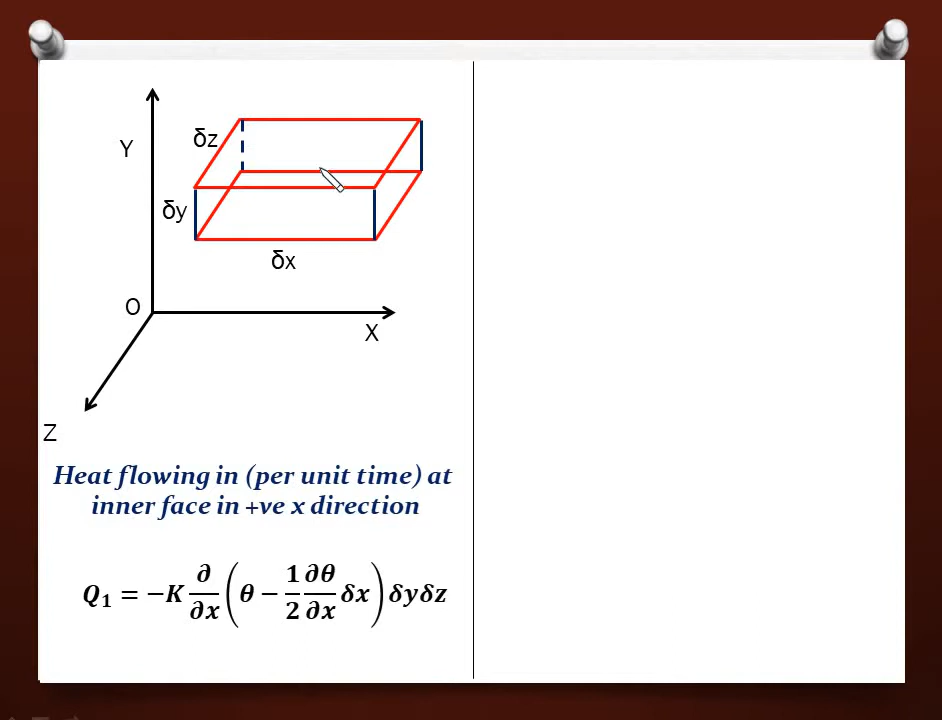 Y
δz
δy
δx
O
X
Z
Heat flowing in (per unit time) at
inner face in +ve x direction
Q₁ = −K ∂/∂x (θ − 1/2 ∂θ/∂x δx) δyδz